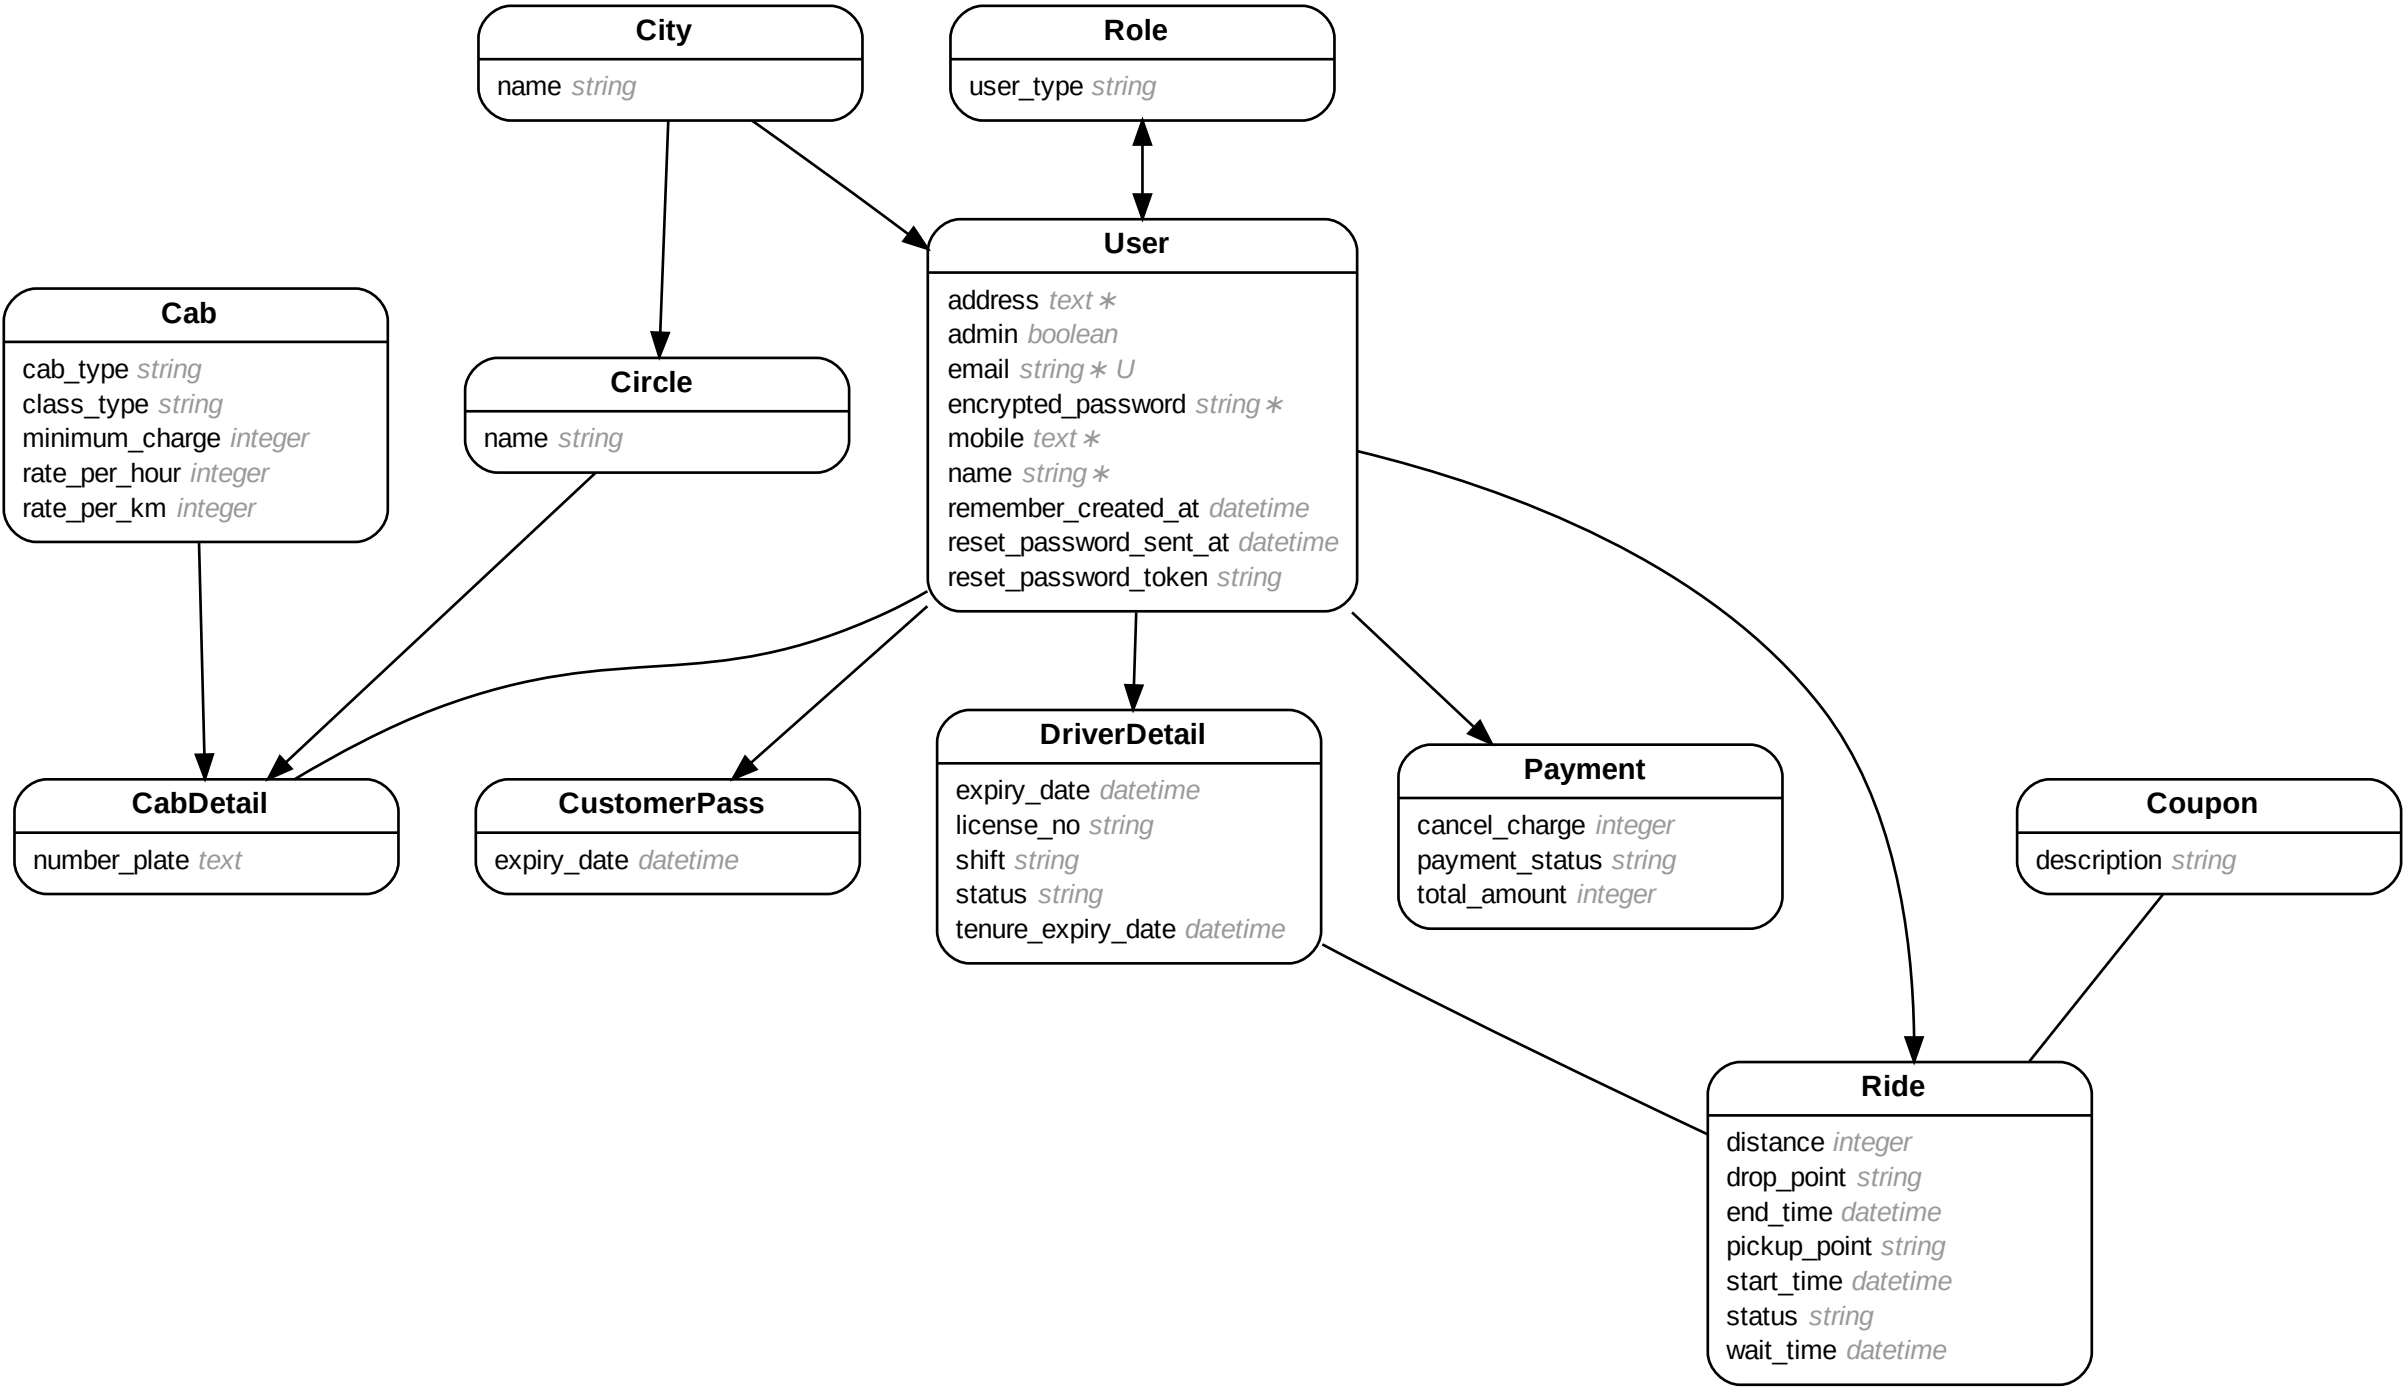 City
name string
Role
user_type string
User
address text ∗
admin boolean
email string ∗ U
encrypted_password string ∗
mobile text ∗
name string ∗
remember_created_at datetime
reset_password_sent_at datetime
reset_password_token string
Cab
cab_type string
class_type string
minimum_charge integer
rate_per_hour integer
rate_per_km integer
Circle
name string
CabDetail
number_plate text
CustomerPass
expiry_date datetime
DriverDetail
expiry_date datetime
license_no string
shift string
status string
tenure_expiry_date datetime
Payment
cancel_charge integer
payment_status string
total_amount integer
Coupon
description string
Ride
distance integer
drop_point string
end_time datetime
pickup_point string
start_time datetime
status string
wait_time datetime